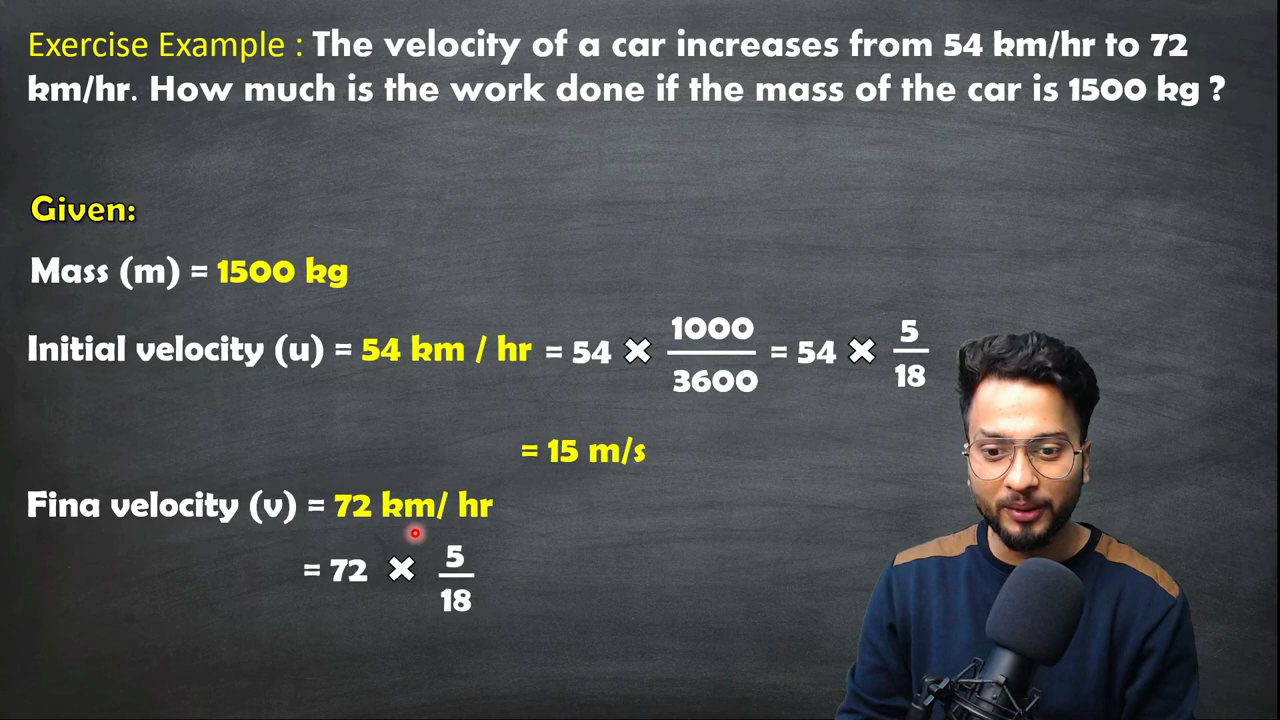 Exercise Example : The velocity of a car increases from 54 km/hr to 72
km/hr. How much is the work done if the mass of the car is 1500 kg ?
Given:
Mass (m) = 1500 kg
Initial velocity (u) = 54 km / hr = 54 × 1000/3600 = 54 × 5/18
= 15 m/s
Fina velocity (v) = 72 km/ hr
= 72 × 5/18